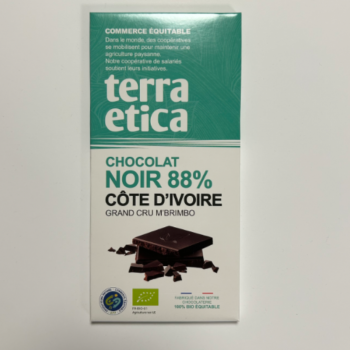 COMMERCE ÉQUITABLE
Dans le monde, des coopératives
se mobilisent pour maintenir une
agriculture paysanne.
Notre coopérative de salariés
soutient leurs initiatives.
terra
etica
CHOCOLAT
NOIR 88%
CÔTE D'IVOIRE
GRAND CRU M'BRIMBO
FABRIQUÉ DANS NOTRE
CHOCOLATERIE
100% BIO ÉQUITABLE